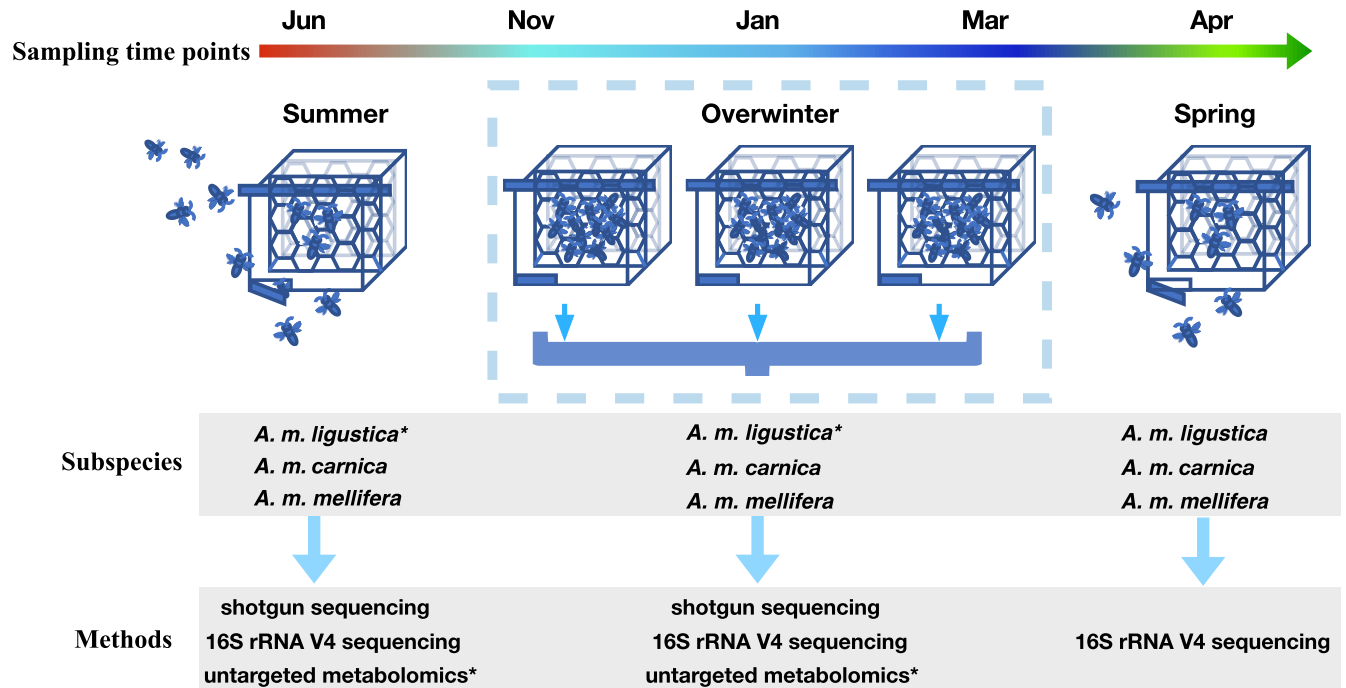 Jun Nov Jan Mar Apr
Sampling time points
Summer Overwinter Spring
Subspecies
A. m. ligustica* A. m. ligustica* A. m. ligustica
A. m. carnica A. m. carnica A. m. carnica
A. m. mellifera A. m. mellifera A. m. mellifera
Methods
shotgun sequencing shotgun sequencing
16S rRNA V4 sequencing 16S rRNA V4 sequencing 16S rRNA V4 sequencing
untargeted metabolomics* untargeted metabolomics*